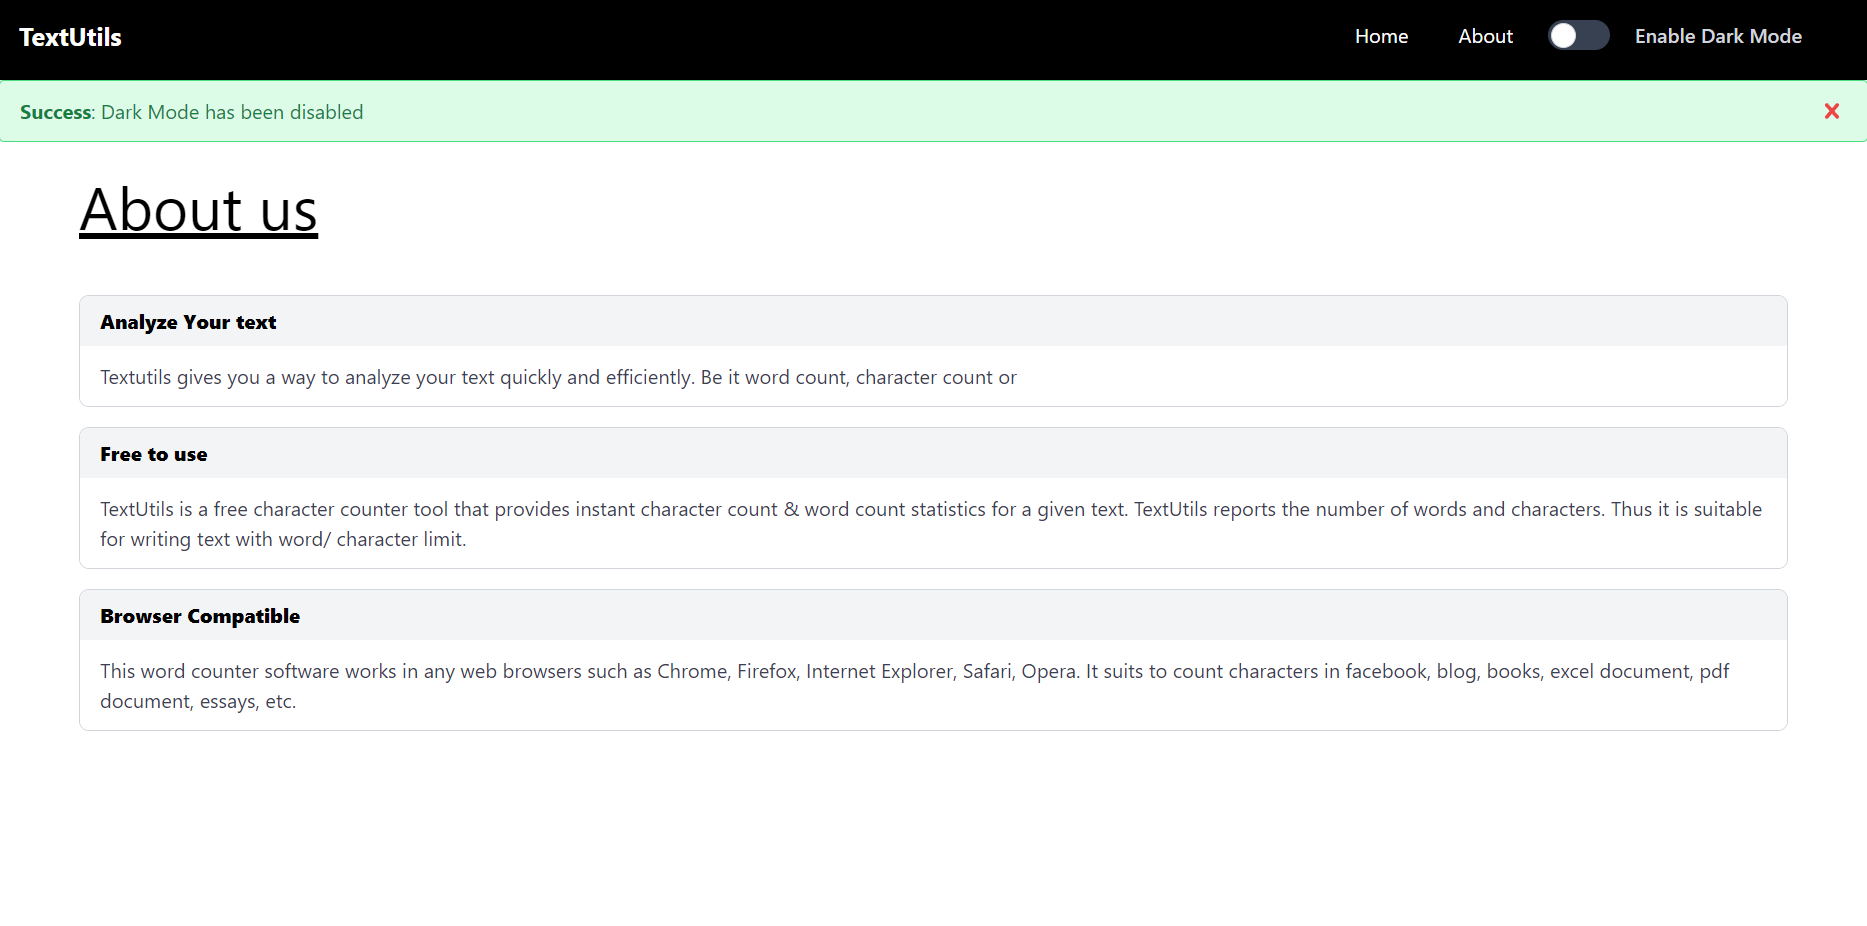 TextUtils
Home About Enable Dark Mode
Success: Dark Mode has been disabled
About us
Analyze Your text
Textutils gives you a way to analyze your text quickly and efficiently. Be it word count, character count or
Free to use
TextUtils is a free character counter tool that provides instant character count & word count statistics for a given text. TextUtils reports the number of words and characters. Thus it is suitable
for writing text with word/ character limit.
Browser Compatible
This word counter software works in any web browsers such as Chrome, Firefox, Internet Explorer, Safari, Opera. It suits to count characters in facebook, blog, books, excel document, pdf
document, essays, etc.